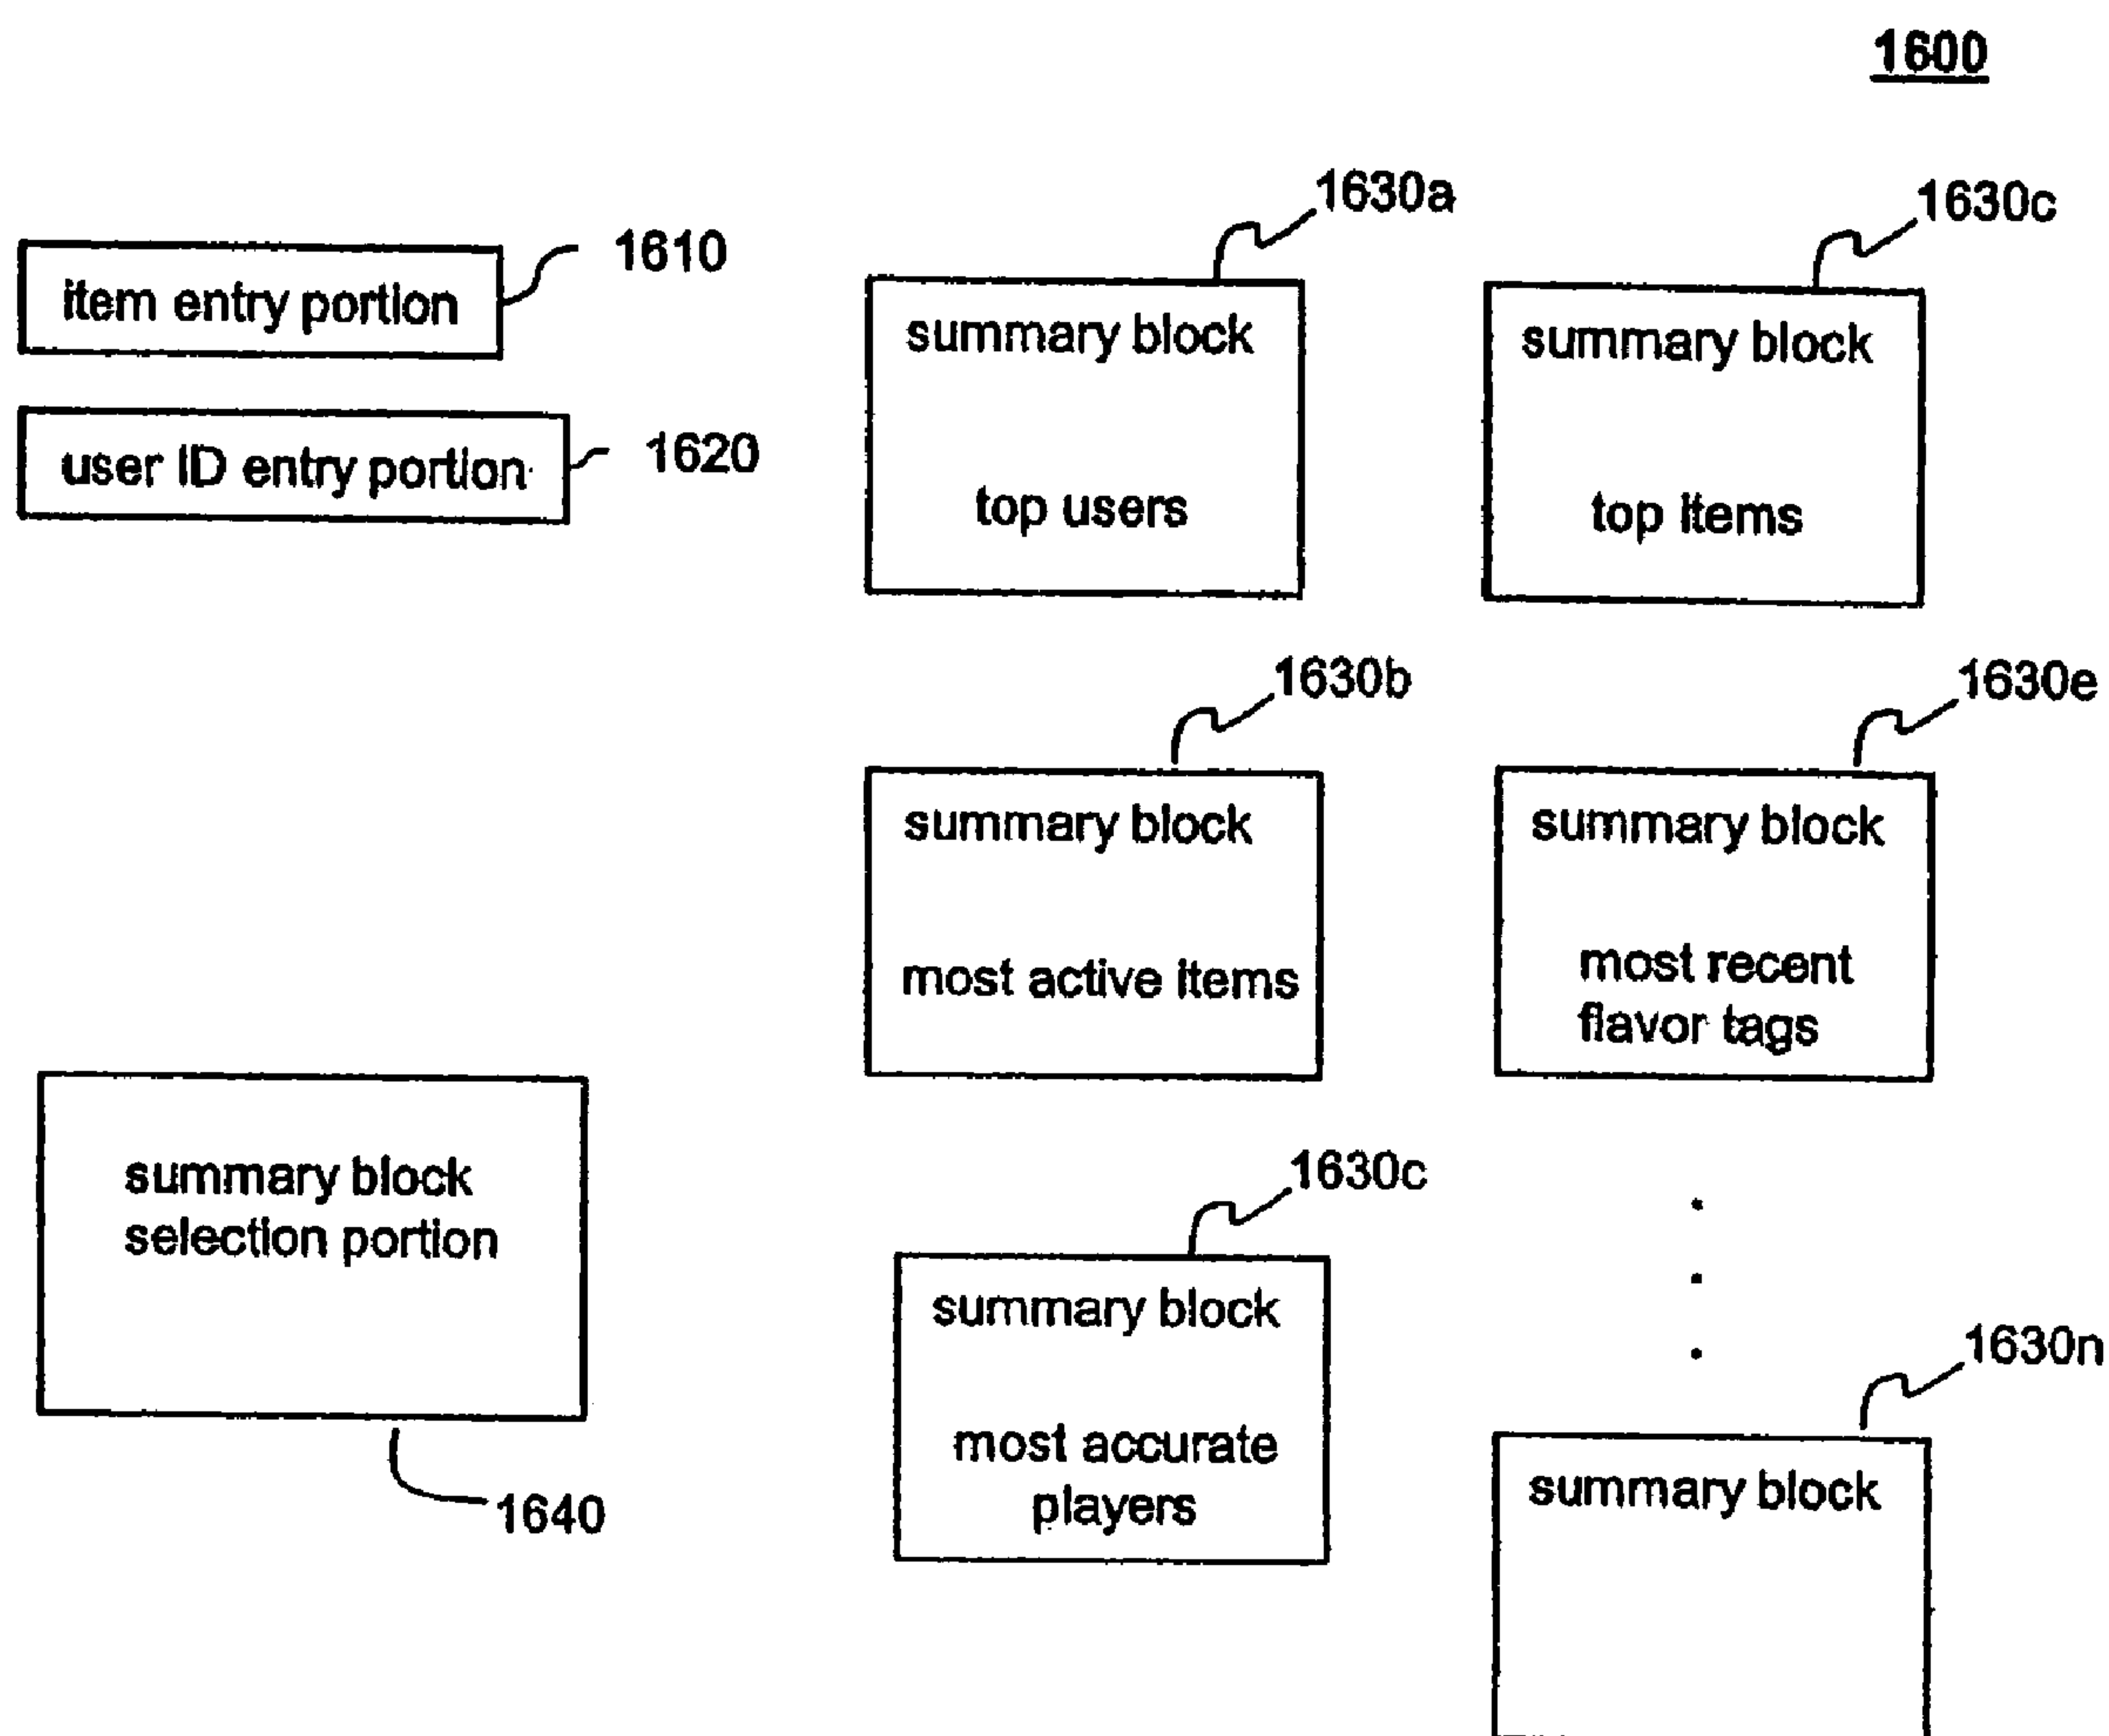 1600
item entry portion
1610
user ID entry portion
1620
1630a
summary block
top users
1630c
summary block
top items
1630b
summary block
most active items
1630e
summary block
most recent
flavor tags
summary block
selection portion
1640
1630c
summary block
most accurate
players
1630n
summary block